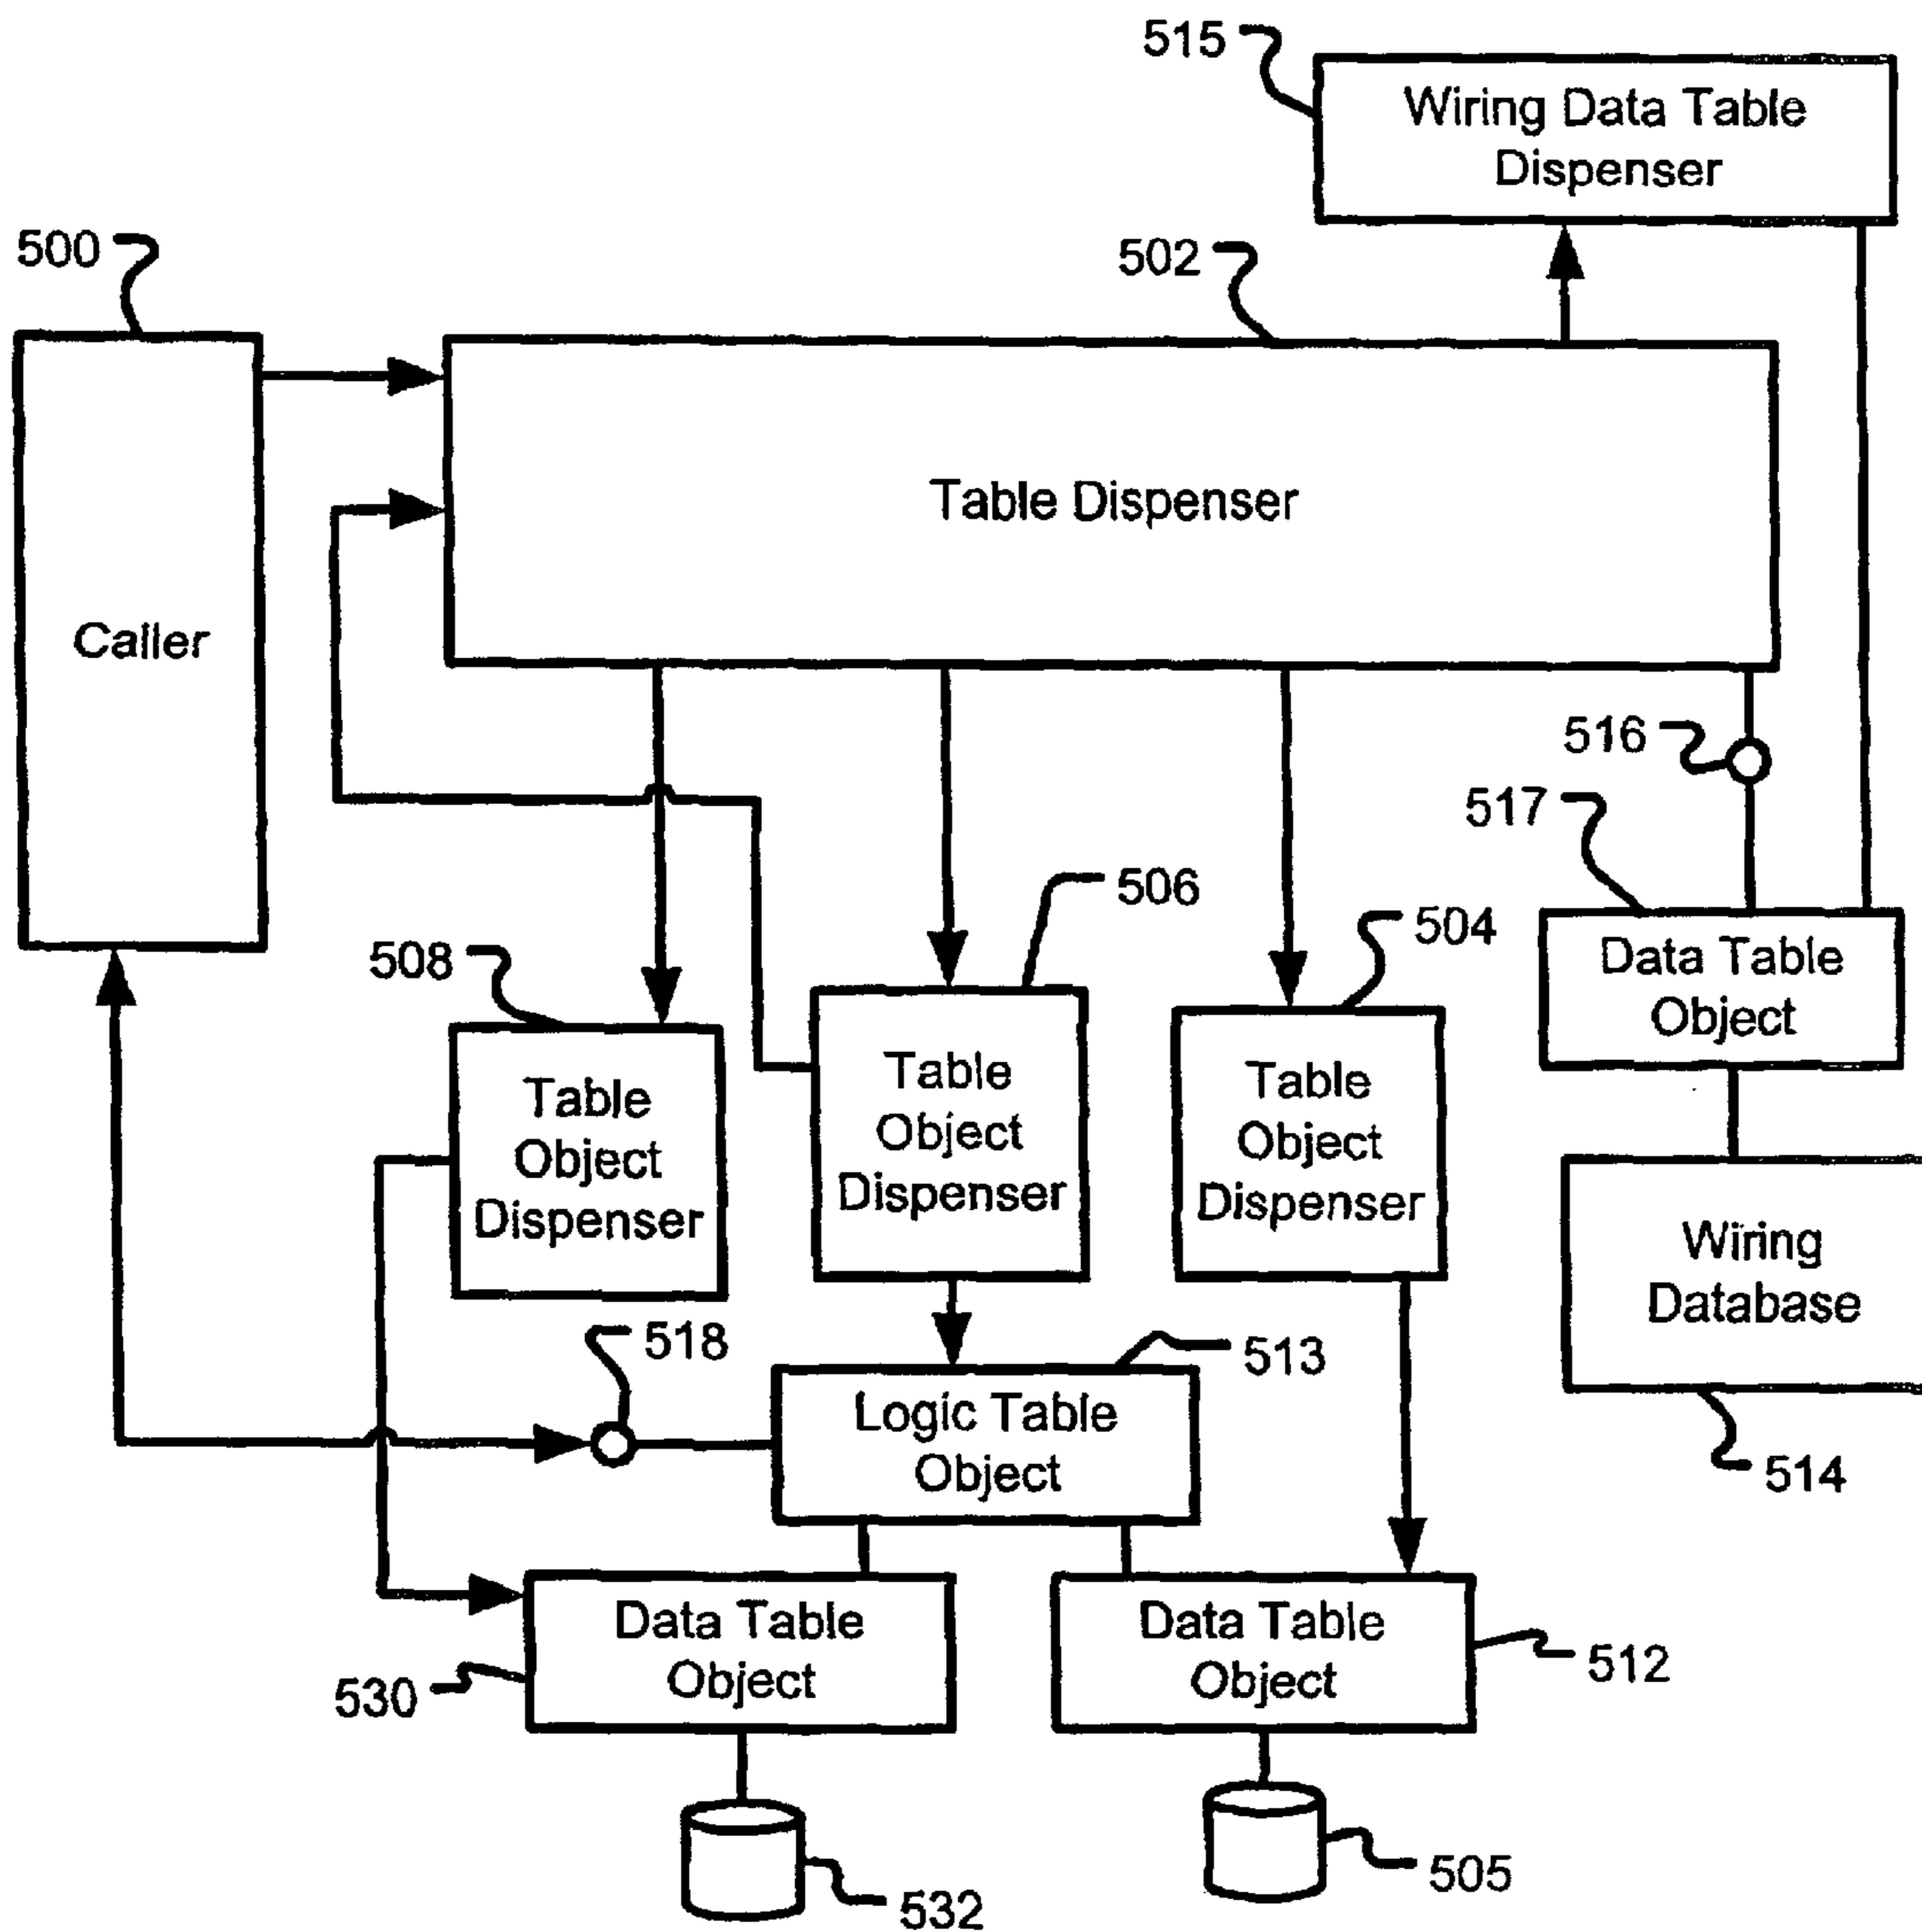 515
Wiring Data Table
Dispenser
500
502
Caller
Table Dispenser
516
517
506
504
508
Data Table
Object
Table
Object
Dispenser
Table
Object
Dispenser
Table
Object
Dispenser
Wiring
Database
518
513
Logic Table
Object
514
Data Table
Object
Data Table
Object
530
512
532
505